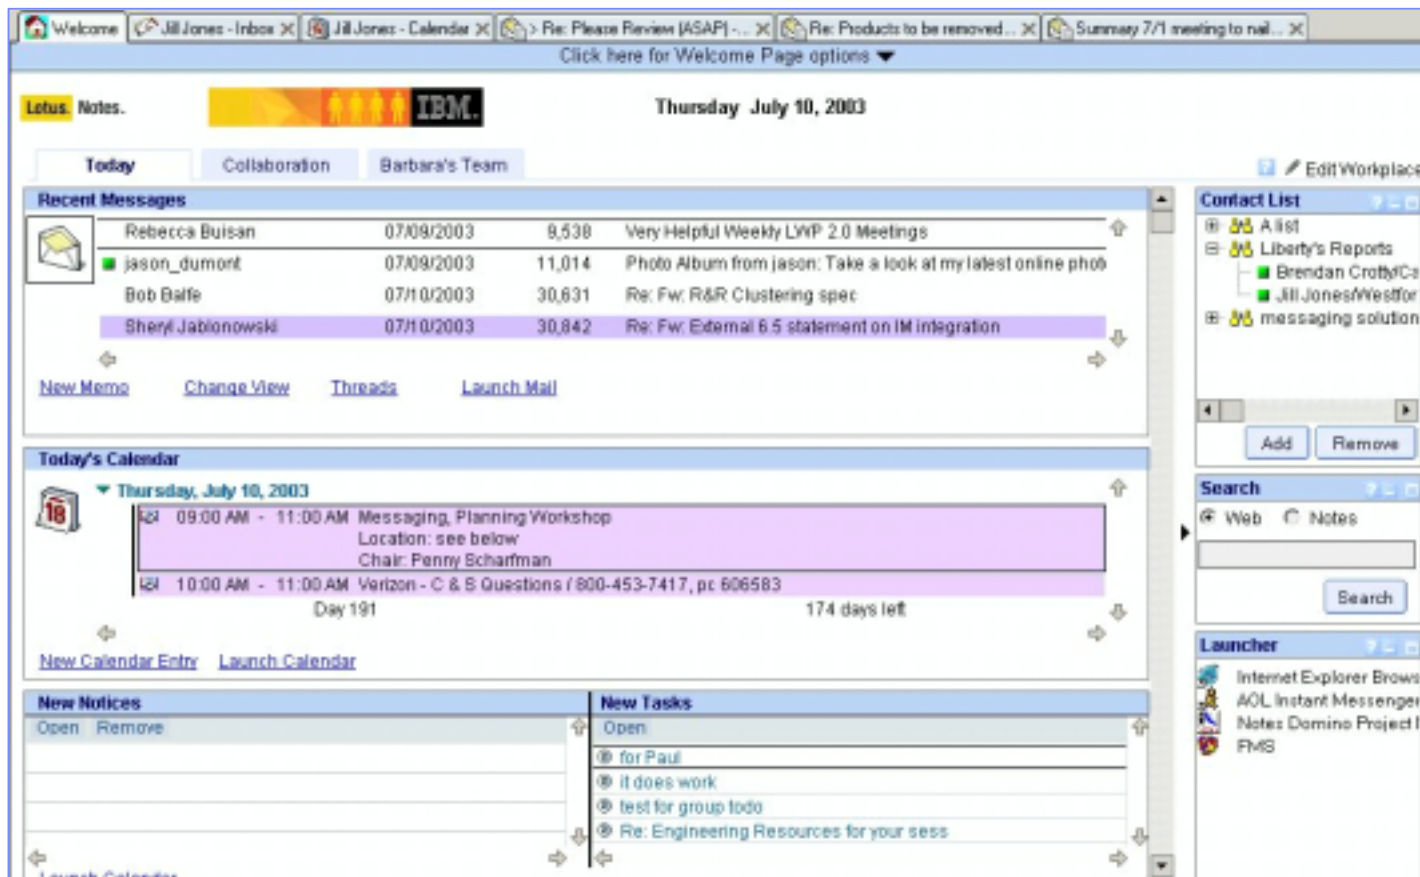 Welcome Jill Jones - Inbox Jill Jones - Calendar > Re: Please Review (ASAP) -... Re: Products to be removed... Summary 7/1 meeting to nail...
Click here for Welcome Page options
Lotus. Notes. IBM. Thursday July 10, 2003
Today Collaboration Barbara's Team
Edit Workplace
Recent Messages
Rebecca Buisan 07/09/2003 9,538 Very Helpful Weekly LWP 2.0 Meetings
jason_dumont 07/09/2003 11,014 Photo Album from jason: Take a look at my latest online phot
Bob Balfe 07/10/2003 30,631 Re: Fw: R&R Clustering spec
Sheryl Jablonowski 07/10/2003 30,842 Re: Fw: External 6.5 statement on IM integration
New Memo Change View Threads Launch Mail
Today's Calendar
Thursday, July 10, 2003
18
09:00 AM - 11:00 AM Messaging, Planning Workshop
Location: see below
Chair: Penny Scharfman
10:00 AM - 11:00 AM Verizon - C & S Questions / 800-453-7417, pc 606583
Day 191 174 days left
New Calendar Entry Launch Calendar
New Notices
Open Remove
Launch Calendar
New Tasks
Open
for Paul
it does work
test for group todo
Re: Engineering Resources for your sess
Contact List
A list
Liberty's Reports
Brendan Crotty/Ca
Jill Jones/Westfor
messaging solution
Add Remove
Search
Web Notes
Search
Launcher
Internet Explorer Brows
AOL Instant Messenger
Notes Domino Project
FMS